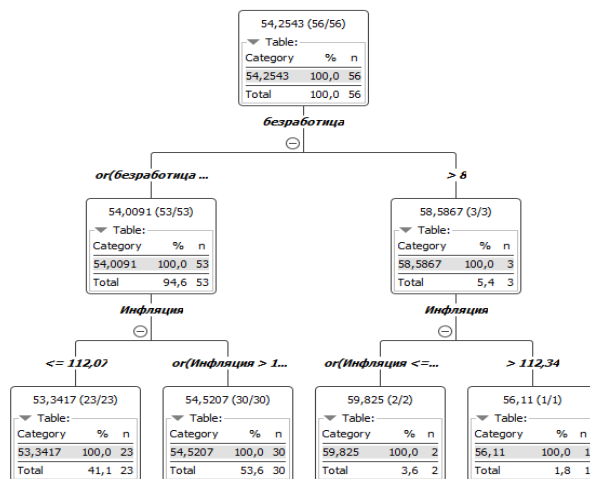 54,2543 (56/56)
Table:
Category % n
54,2543 100,0 56
Total 100,0 56
безработица
or(безработица ...
> 8
54,0091 (53/53)
Table:
Category % n
54,0091 100,0 53
Total 94,6 53
58,5867 (3/3)
Table:
Category % n
58,5867 100,0 3
Total 5,4 3
Инфляция
Инфляция
<= 112,07
or(Инфляция > 1...
or(Инфляция <=...
> 112,34
53,3417 (23/23)
Table:
Category % n
53,3417 100,0 23
Total 41,1 23
54,5207 (30/30)
Table:
Category % n
54,5207 100,0 30
Total 53,6 30
59,825 (2/2)
Table:
Category % n
59,825 100,0 2
Total 3,6 2
56,11 (1/1)
Table:
Category % n
56,11 100,0 1
Total 1,8 1